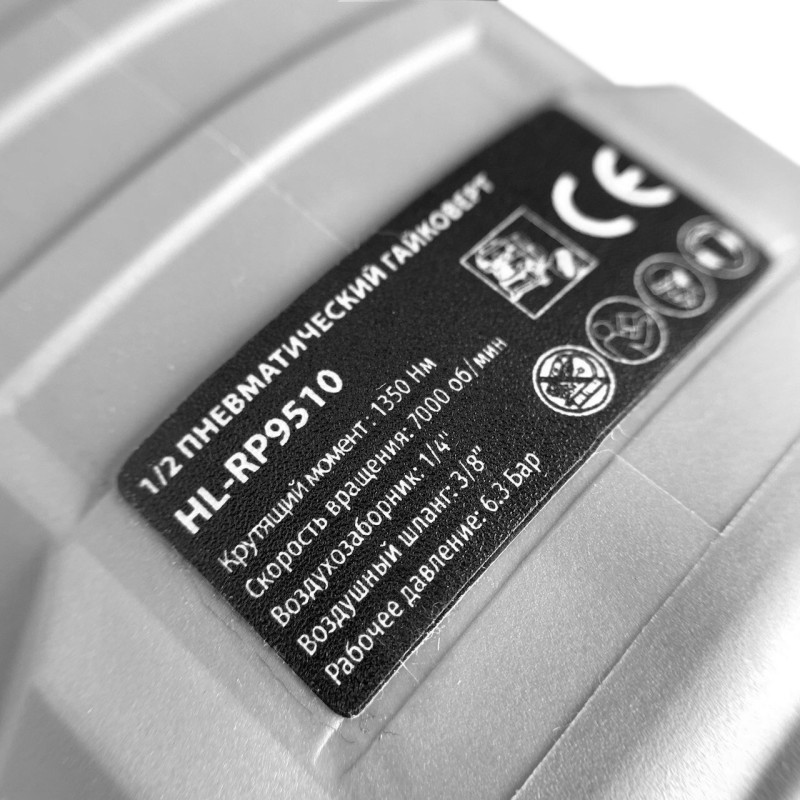 1/2 ПНЕВМАТИЧЕСКИЙ ГАЙКОВЕРТ
HL-RP9510
Крутящий момент: 1350 Нм
Скорость вращения: 7000 об/мин
Воздухозаборник: 1/4"
Воздушный шланг: 3/8"
Рабочее давление: 6.3 Бар
CE